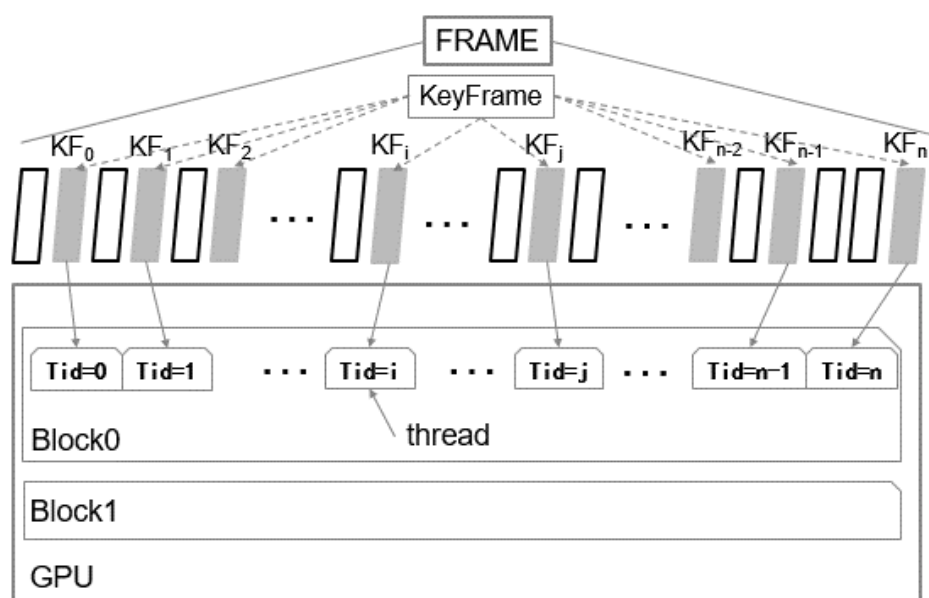 FRAME
KeyFrame
KF0 KF1 KF2 KFi KFj KFn-2 KFn-1 KFn
... ... ... ...
Tid=0 Tid=1 ... Tid=i ... Tid=j ... Tid=n-1 Tid=n
thread
Block0
Block1
GPU